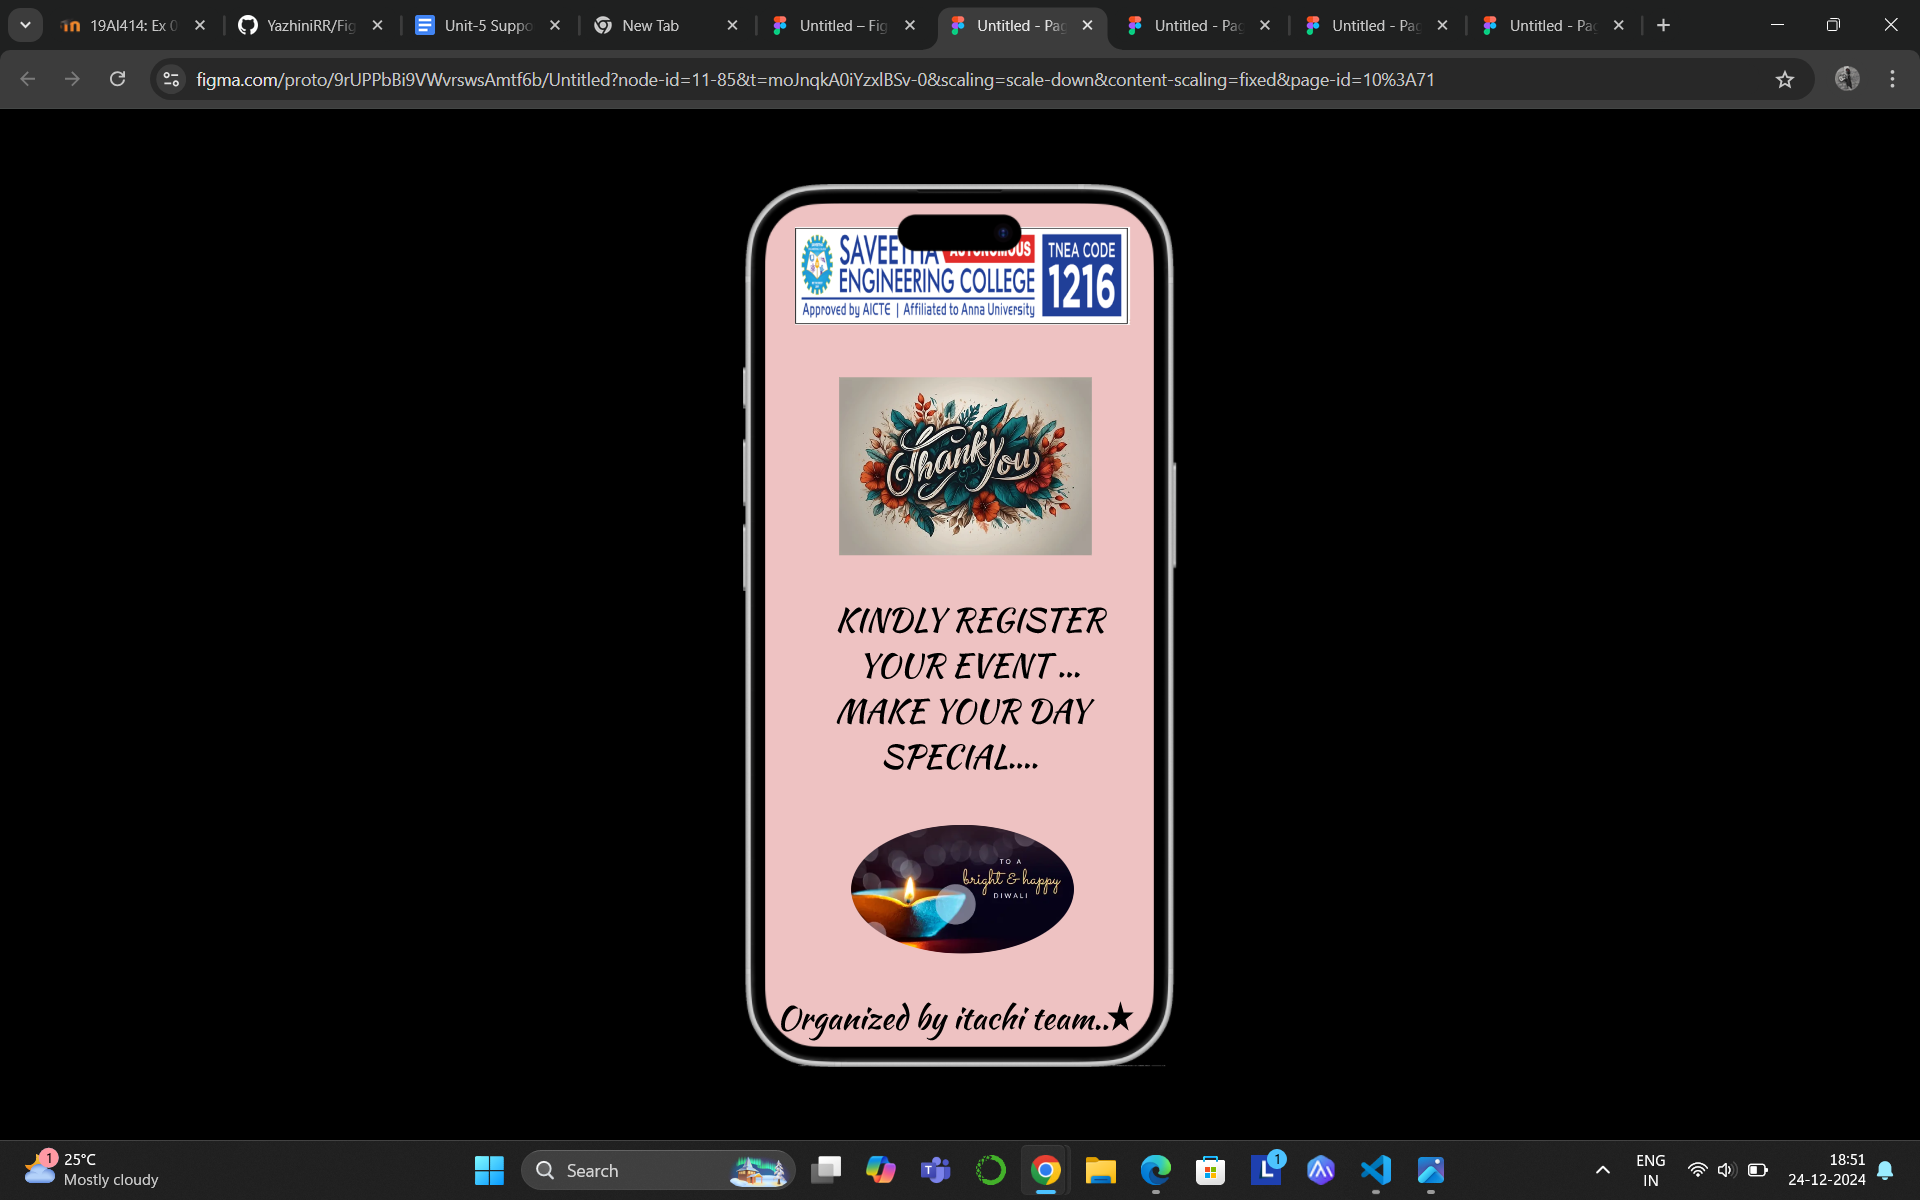 19AI414: Ex 0
YazhiniRR/Fig
Unit-5 Suppo
New Tab
Untitled – Fig
Untitled - Pag
Untitled - Pag
Untitled - Pag
Untitled - Pag
figma.com/proto/9rUPPbBi9VWvrswsAmtf6b/Untitled?node-id=11-85&t=moJnqkA0iYzxlBSv-0&scaling=scale-down&content-scaling=fixed&page-id=10%3A71
SAVEETHA AUTONOMOUS
ENGINEERING COLLEGE
Approved by AICTE | Affiliated to Anna University
TNEA CODE
1216
Thank You
KINDLY REGISTER
YOUR EVENT ...
MAKE YOUR DAY
SPECIAL....
TO A
bright & happy
DIWALI
Organized by itachi team..★
1
25°C
Mostly cloudy
Search
1
ENG
IN
18:51
24-12-2024